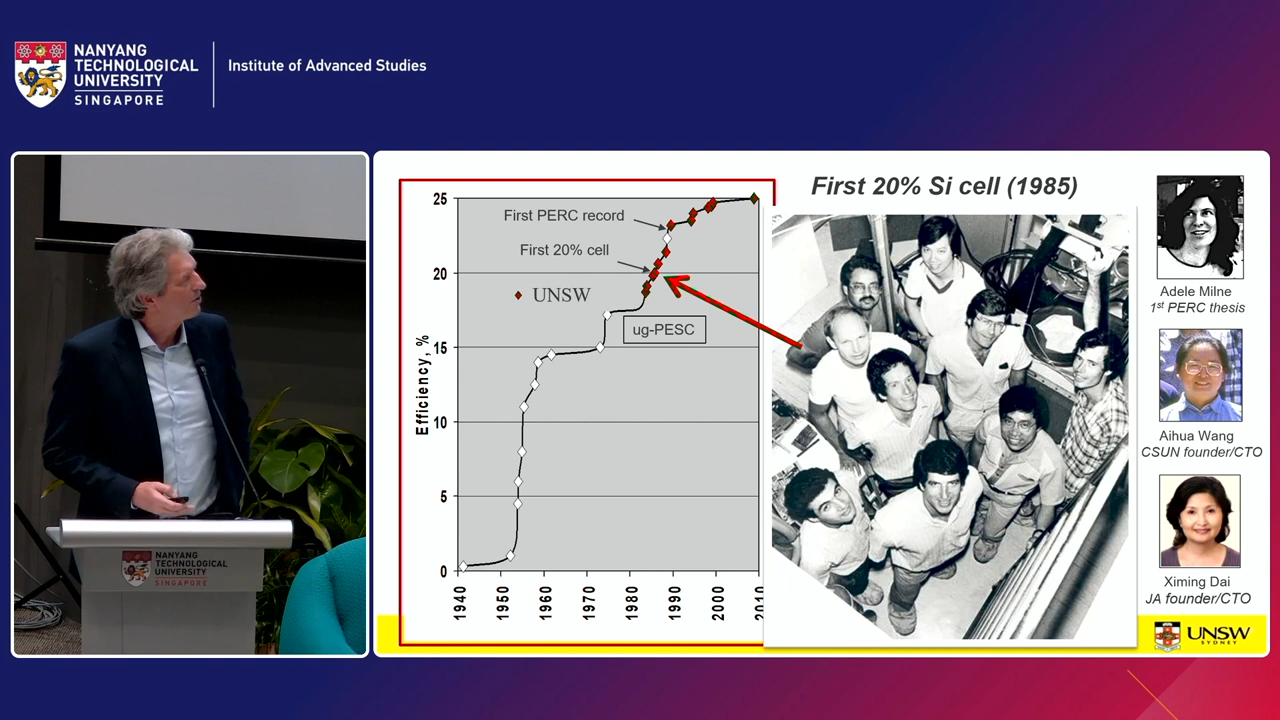 NANYANG
TECHNOLOGICAL
UNIVERSITY
SINGAPORE
Institute of Advanced Studies
NANYANG
TECHNOLOGICAL
UNIVERSITY
SINGAPORE
First 20% Si cell (1985)
Efficiency, %
25
20
15
10
5
0
1940
1950
1960
1970
1980
1990
2000
2010
First PERC record
First 20% cell
UNSW
ug-PESC
Adele Milne
1st PERC thesis
Aihua Wang
CSUN founder/CTO
Ximing Dai
JA founder/CTO
UNSW
SYDNEY